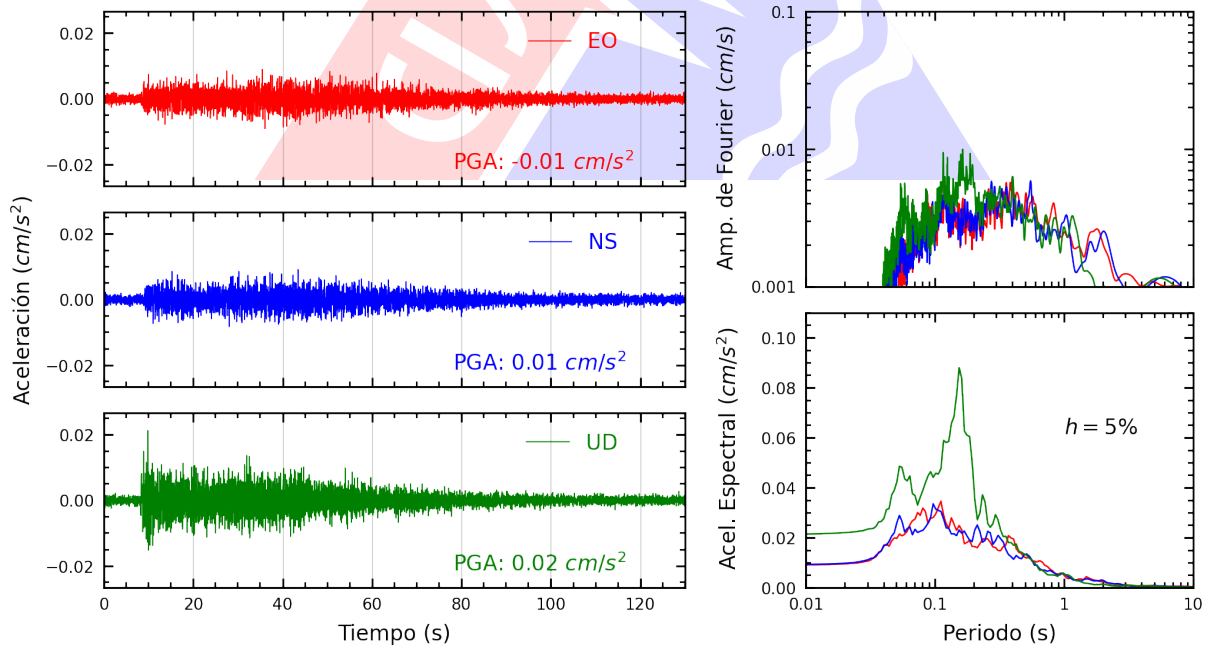 Aceleración (cm/s²)
0.02
0.00
−0.02
EO
PGA: -0.01 cm/s²
0.02
0.00
−0.02
NS
PGA: 0.01 cm/s²
0.02
0.00
−0.02
UD
PGA: 0.02 cm/s²
0 20 40 60 80 100 120
Tiempo (s)
Amp. de Fourier (cm/s)
0.1
0.01
0.001
Acel. Espectral (cm/s²)
0.10
0.08
0.06
0.04
0.02
0.00
h = 5%
0.01 0.1 1 10
Periodo (s)